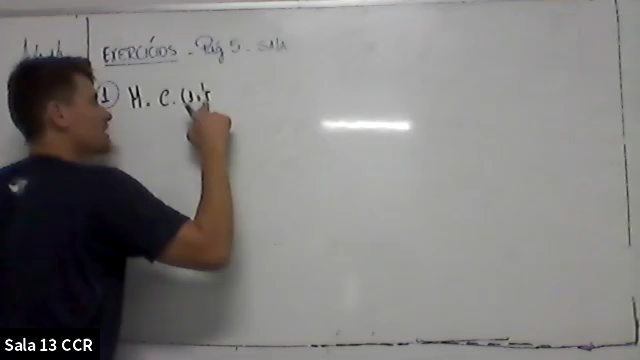 EXERCÍCIOS - Pág 5 - SALA
1 M. C. U.
Sala 13 CCR